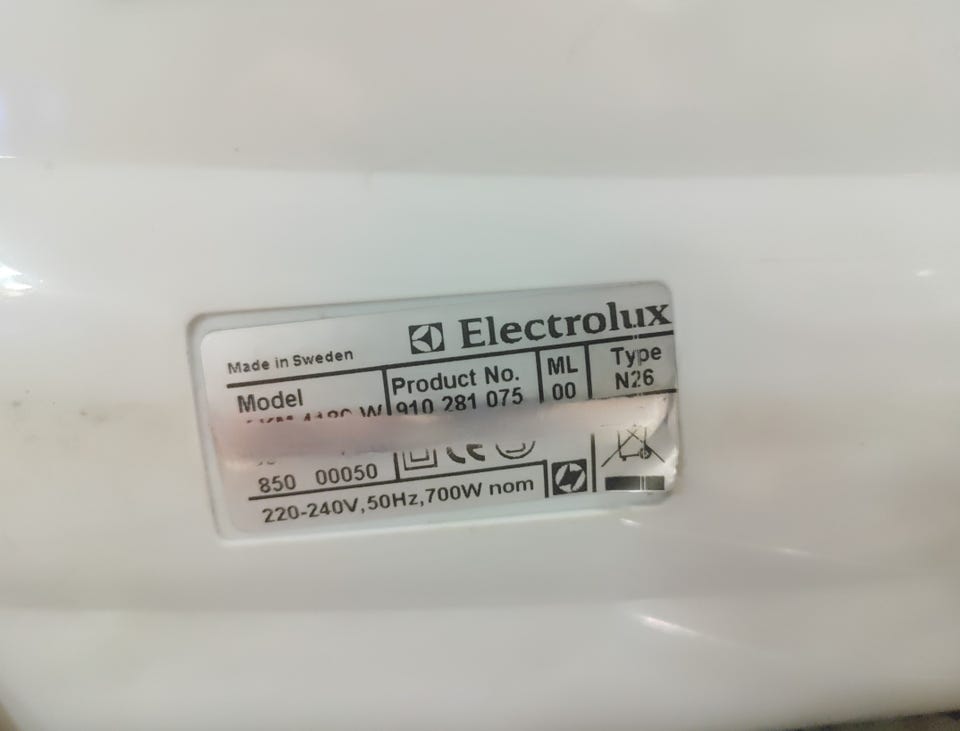 Electrolux
Made in Sweden
Model
Product No.
910 281 075
ML
00
Type
N26
850 00050
220-240V,50Hz,700W nom